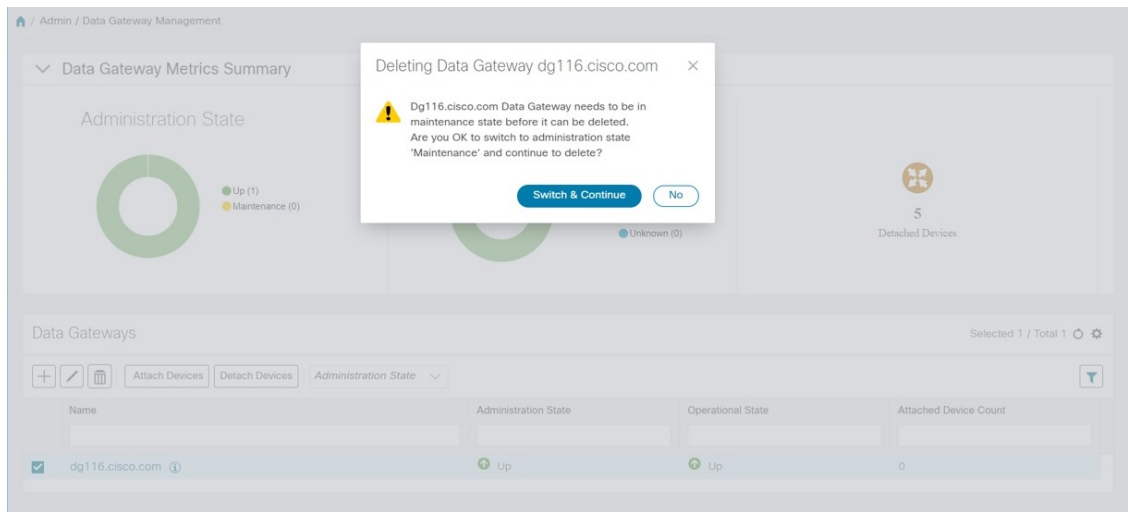 / Admin / Data Gateway Management
Data Gateway Metrics Summary
Administration State
Up (1)
Maintenance (0)
Deleting Data Gateway dg116.cisco.com
Dg116.cisco.com Data Gateway needs to be in
maintenance state before it can be deleted.
Are you OK to switch to administration state
'Maintenance' and continue to delete?
Switch & Continue
No
Unknown (0)
5
Detached Devices
Data Gateways
Selected 1 / Total 1
Attach Devices
Detach Devices
Administration State
Name
Administration State
Operational State
Attached Device Count
dg116.cisco.com
Up
Up
0